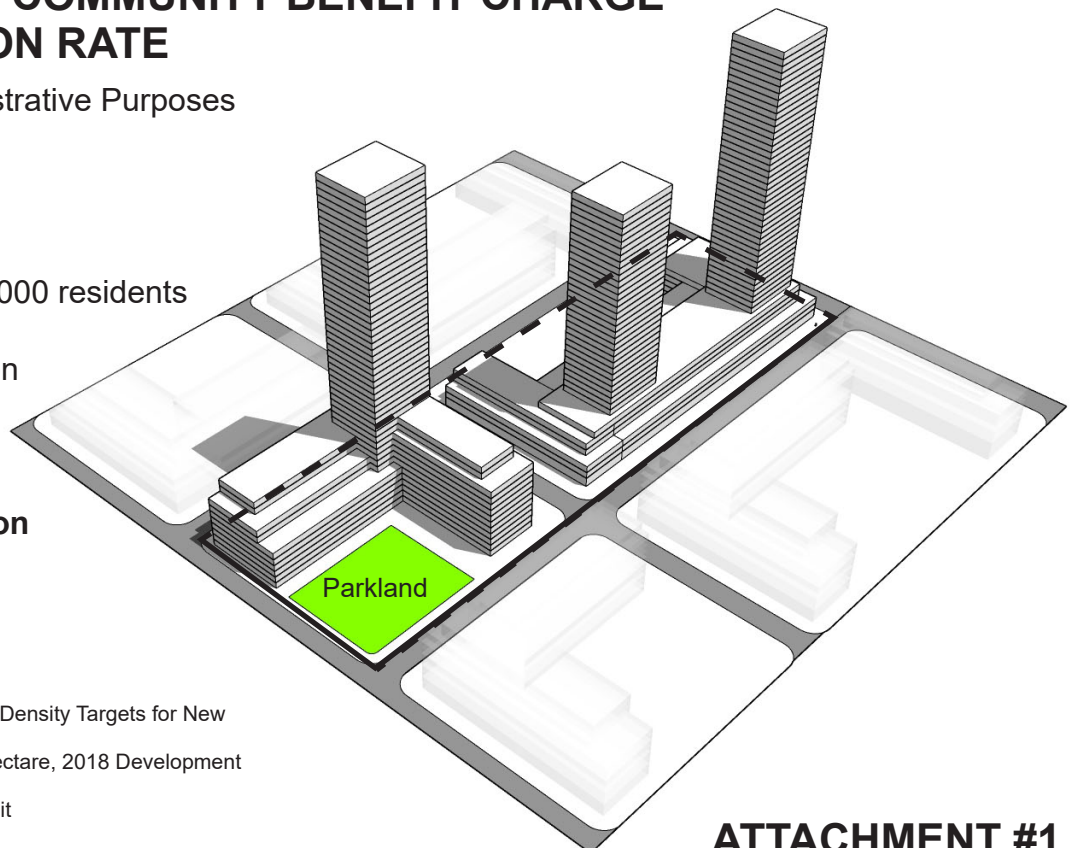 COMMUNITY BENEFIT CHARGE
ON RATE
strative Purposes
000 residents
n
on
Parkland
Density Targets for New
ectare, 2018 Development
it
ATTACHMENT #1